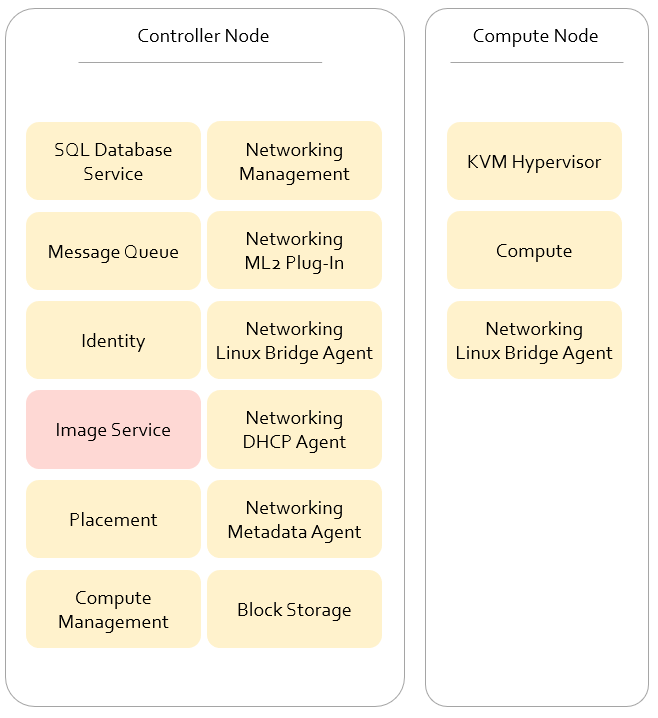 Controller Node
SQL Database
Service
Networking
Management
Message Queue
Networking
ML2 Plug-In
Identity
Networking
Linux Bridge Agent
Image Service
Networking
DHCP Agent
Placement
Networking
Metadata Agent
Compute
Management
Block Storage
Compute Node
KVM Hypervisor
Compute
Networking
Linux Bridge Agent